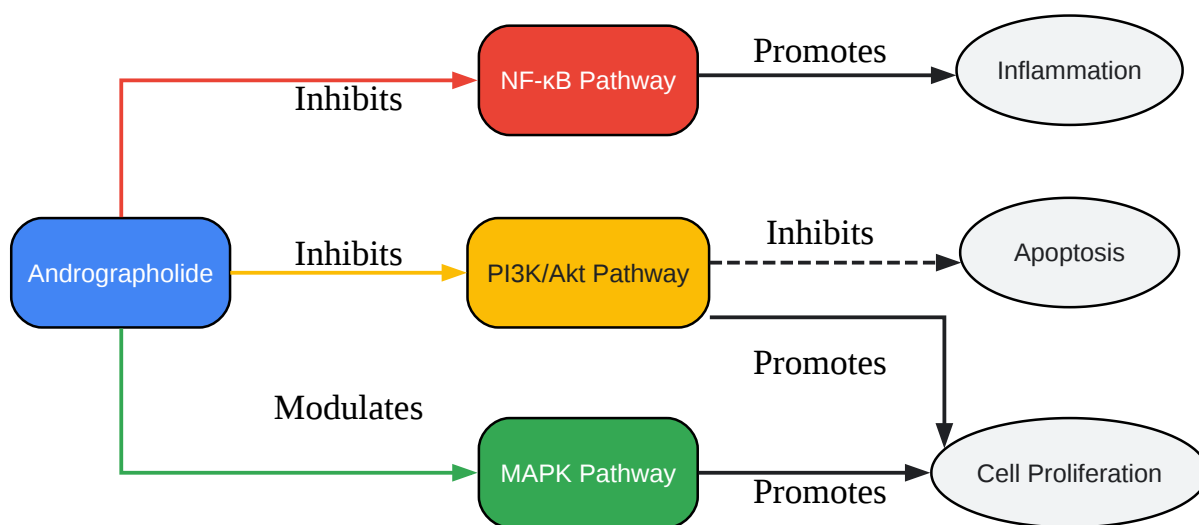 Promotes
NF-κB Pathway
Inflammation
Inhibits
Andrographolide
Inhibits
PI3K/Akt Pathway
Inhibits
Apoptosis
Promotes
Modulates
MAPK Pathway
Promotes
Cell Proliferation